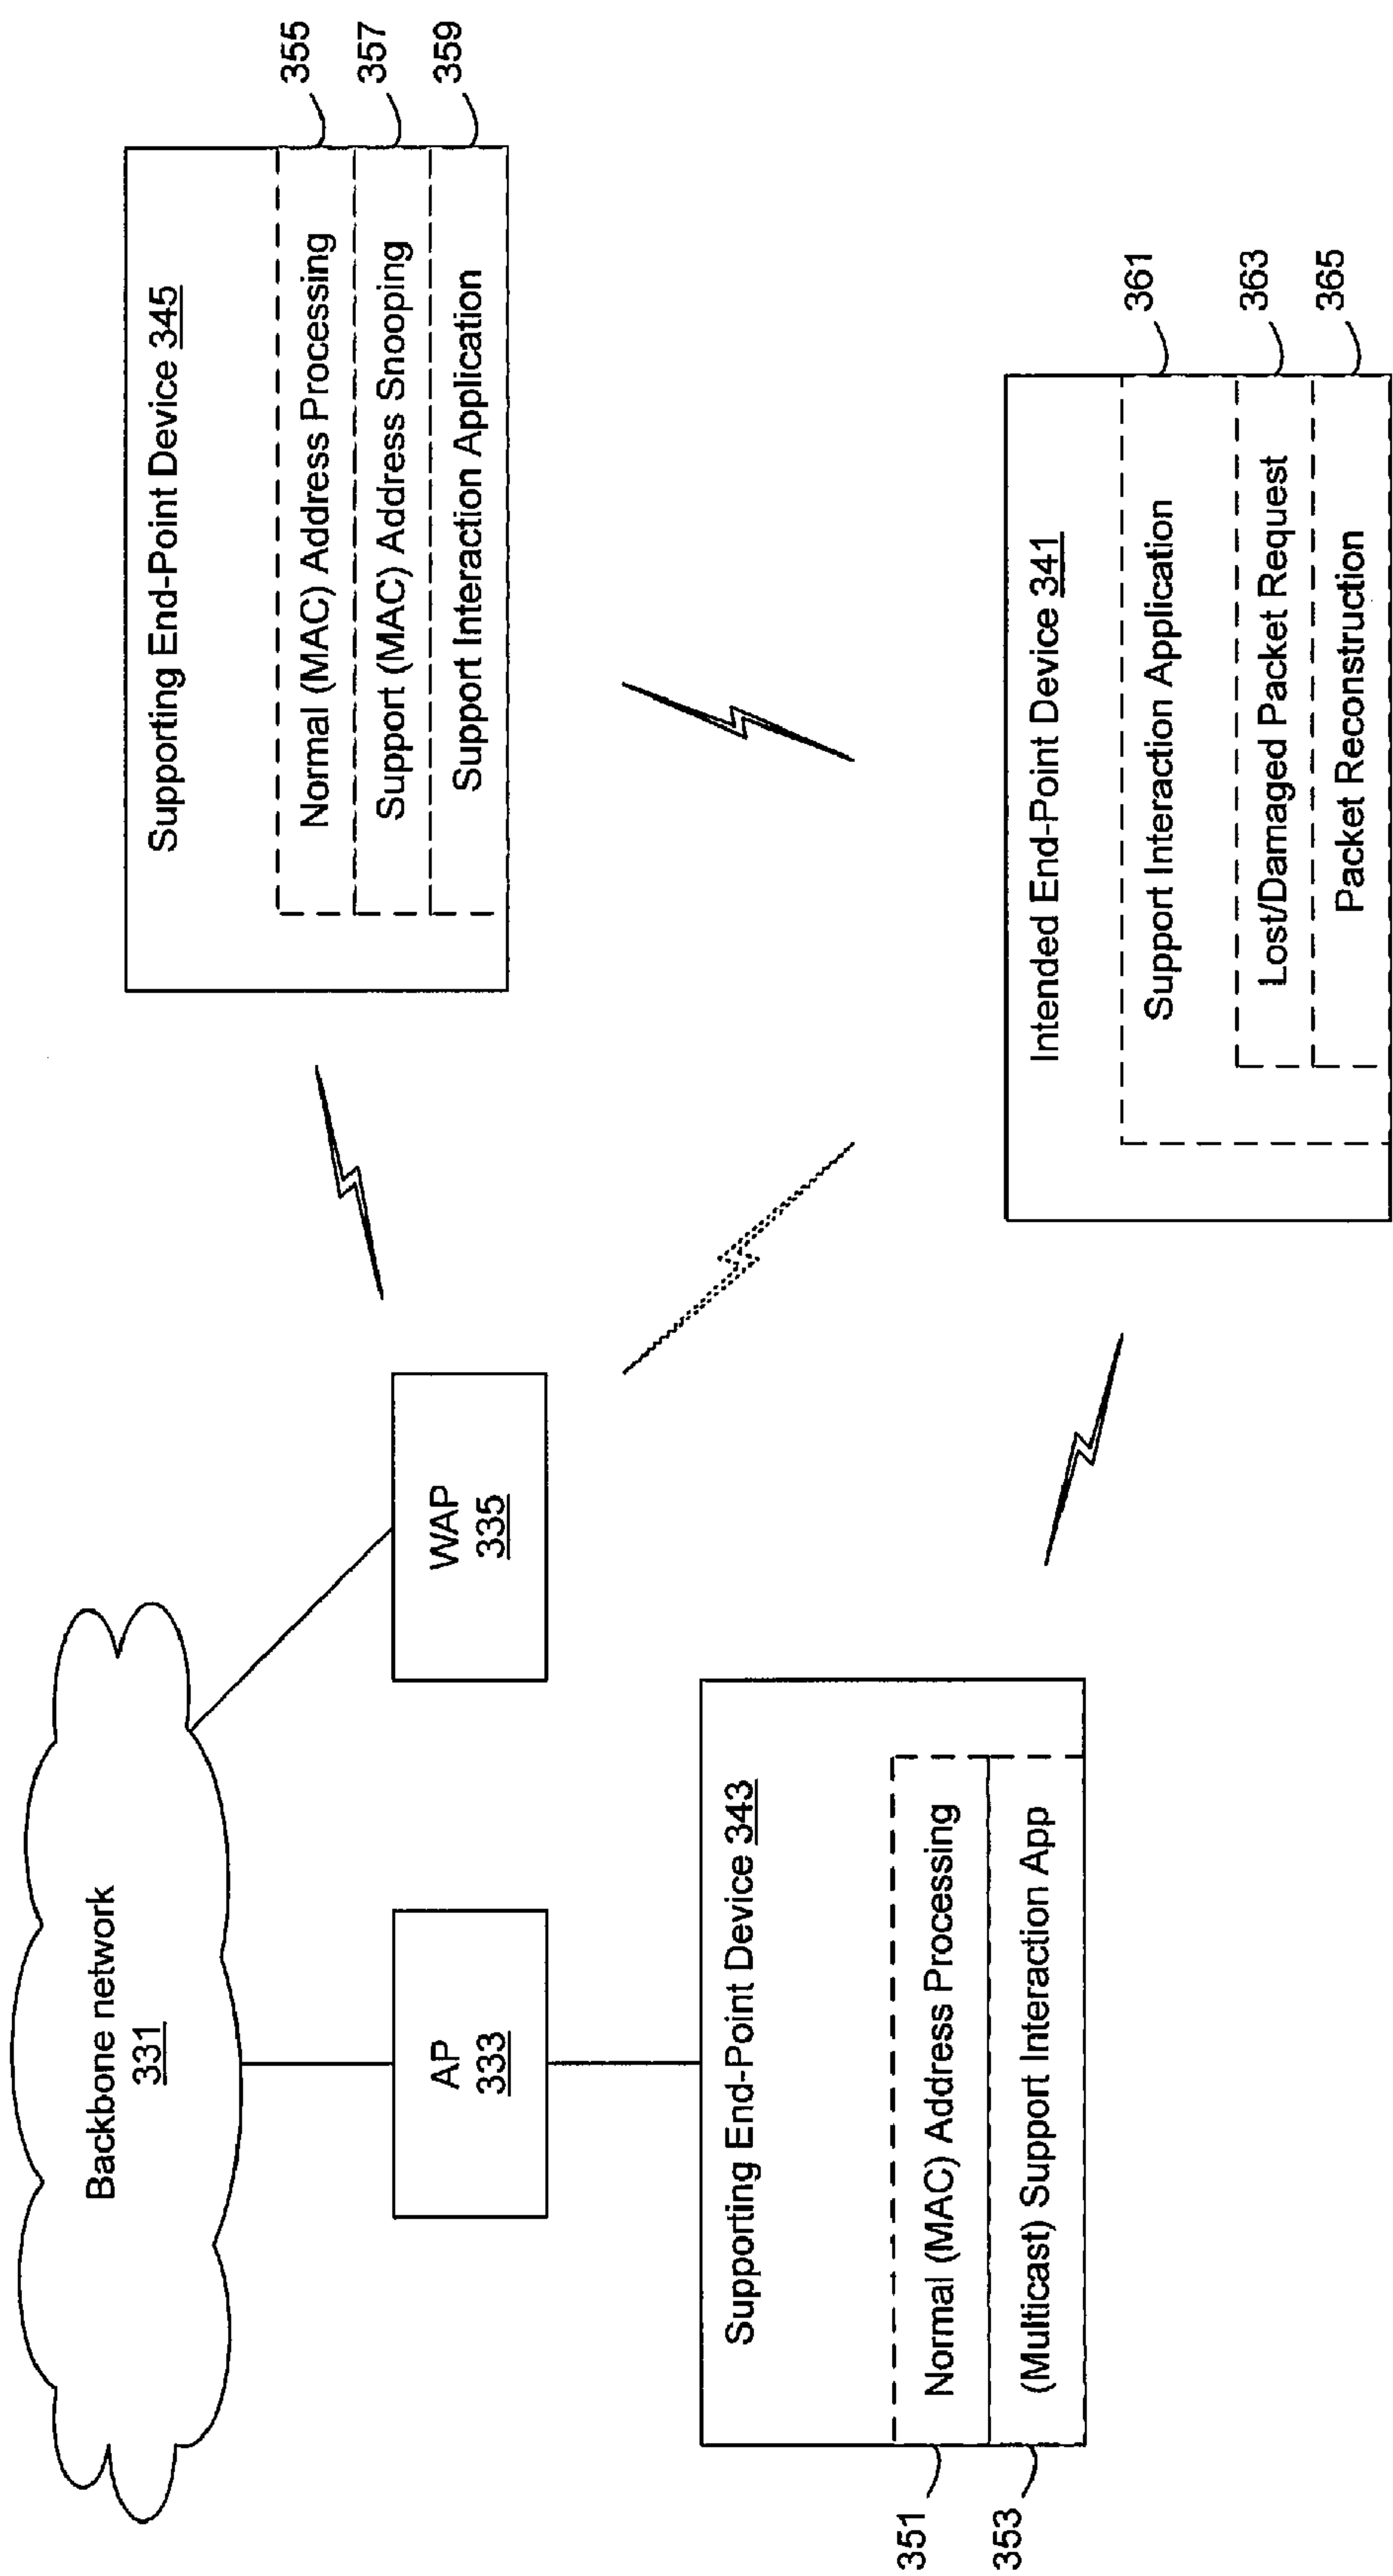 Backbone network
331
AP
333
WAP
335
Supporting End-Point Device 343
Normal (MAC) Address Processing
(Multicast) Support Interaction App
351
353
Supporting End-Point Device 345
Normal (MAC) Address Processing
Support (MAC) Address Snooping
Support Interaction Application
355
357
359
Intended End-Point Device 341
Support Interaction Application
Lost/Damaged Packet Request
Packet Reconstruction
361
363
365